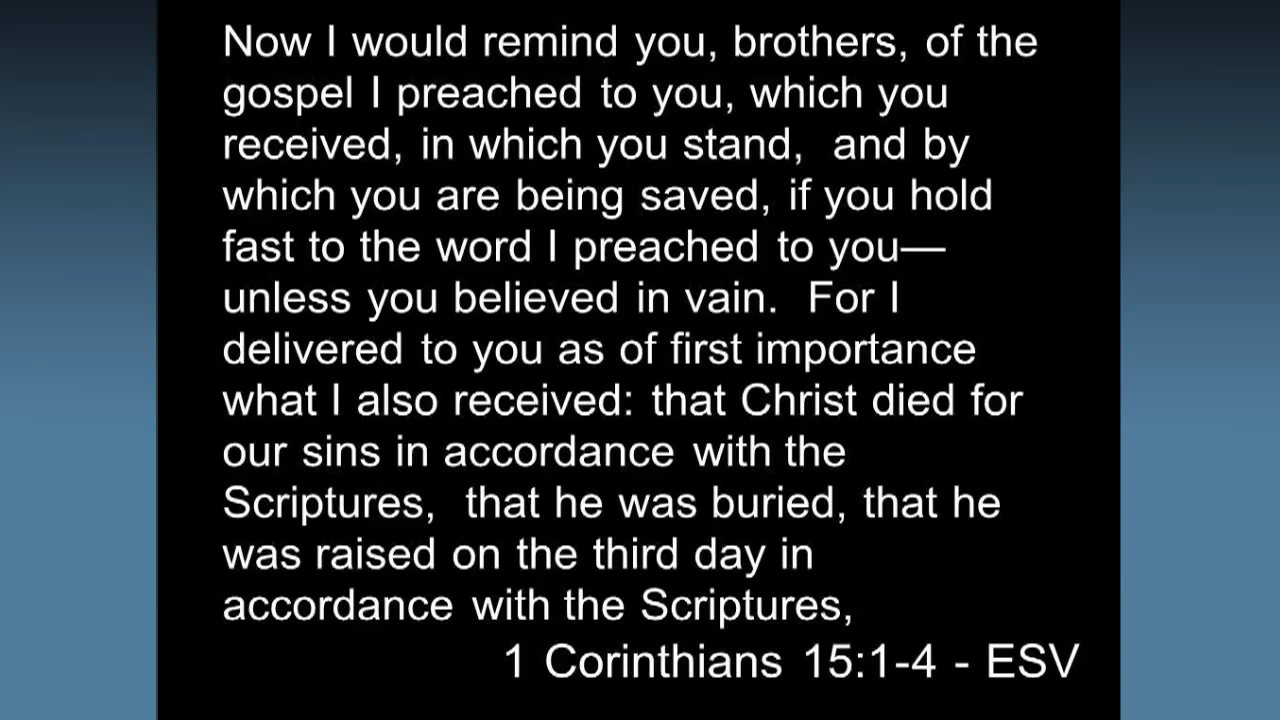 Now I would remind you, brothers, of the
gospel I preached to you, which you
received, in which you stand,  and by
which you are being saved, if you hold
fast to the word I preached to you—
unless you believed in vain.  For I
delivered to you as of first importance
what I also received: that Christ died for
our sins in accordance with the
Scriptures,  that he was buried, that he
was raised on the third day in
accordance with the Scriptures,
1 Corinthians 15:1-4 - ESV